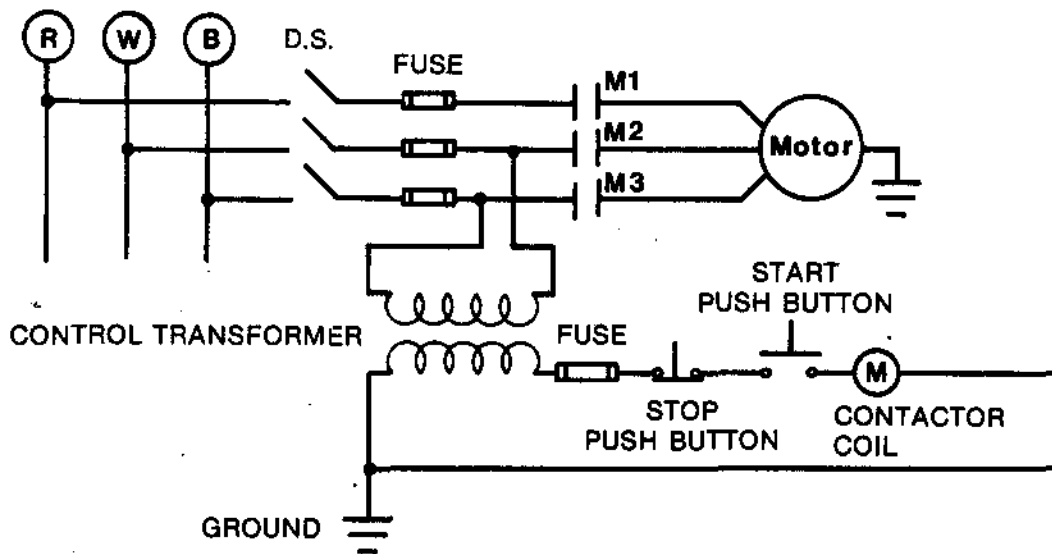 R W B
D.S.
FUSE
M1
M2
M3
Motor
CONTROL TRANSFORMER
FUSE
START
PUSH BUTTON
STOP
PUSH BUTTON
M
CONTACTOR
COIL
GROUND